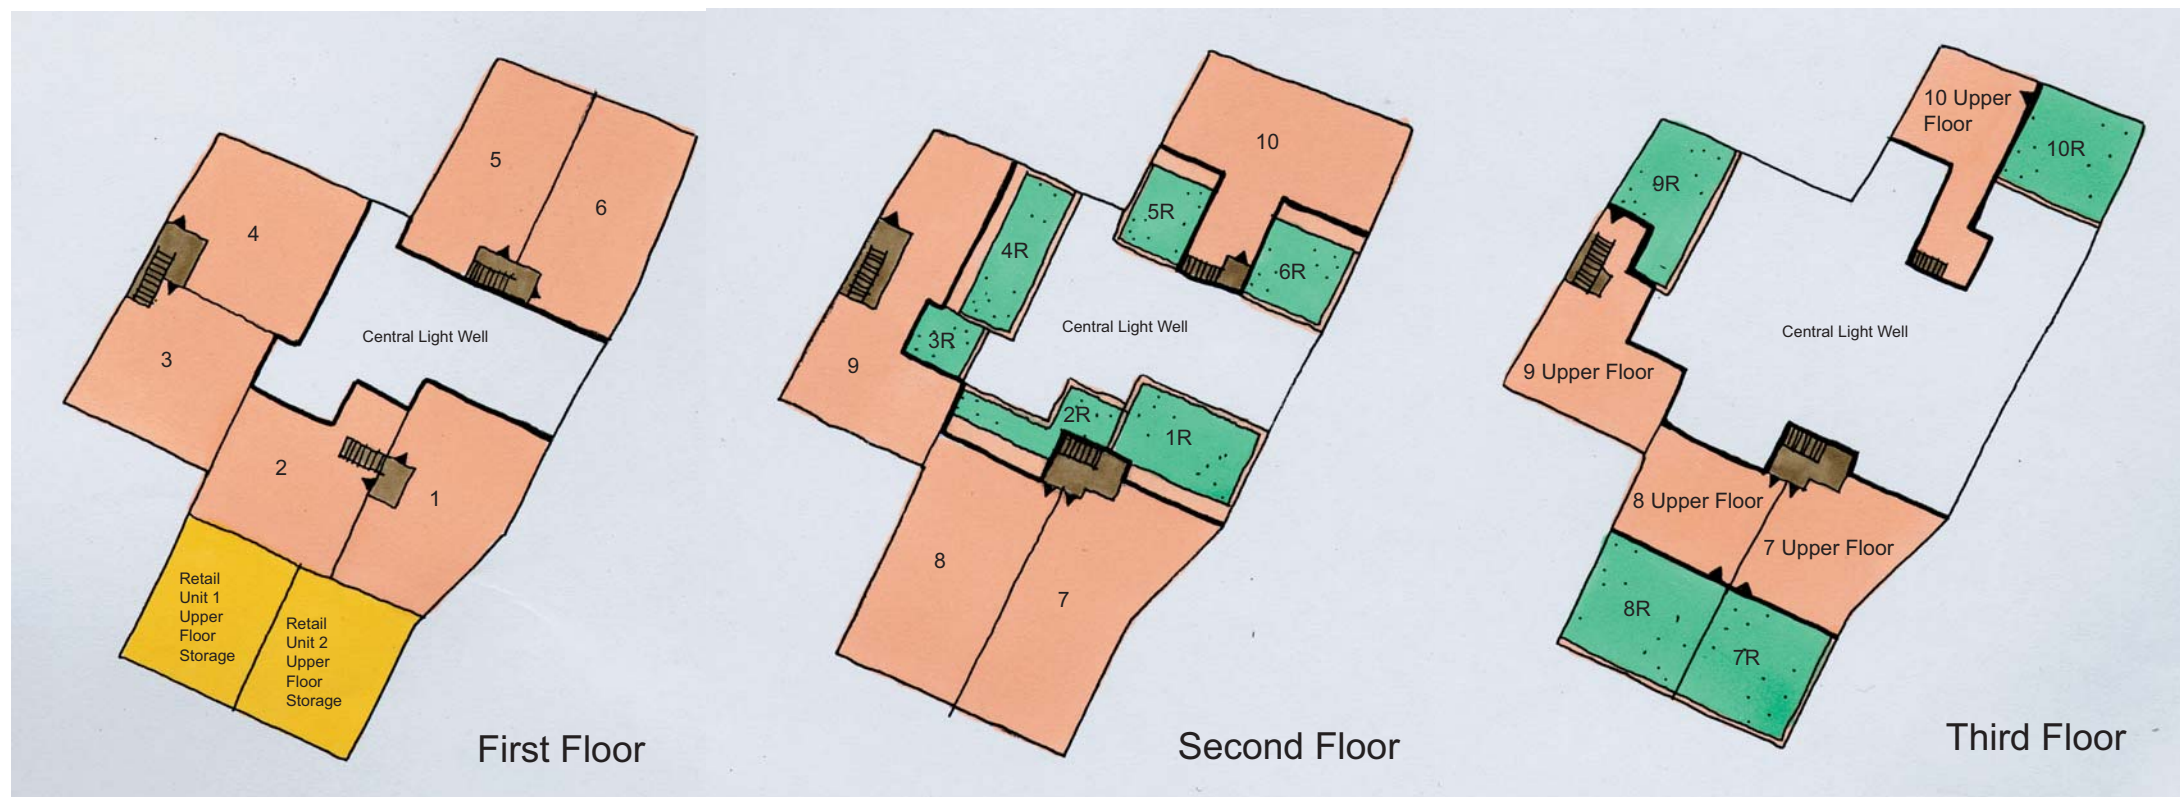 5
6
4
3
Central Light Well
2
1
Retail
Unit 1
Upper
Floor
Storage
Retail
Unit 2
Upper
Floor
Storage
First Floor
10
5R
4R
6R
3R
9
Central Light Well
2R
1R
8
7
Second Floor
10 Upper
Floor
10R
9R
Central Light Well
9 Upper Floor
8 Upper Floor
7 Upper Floor
8R
7R
Third Floor